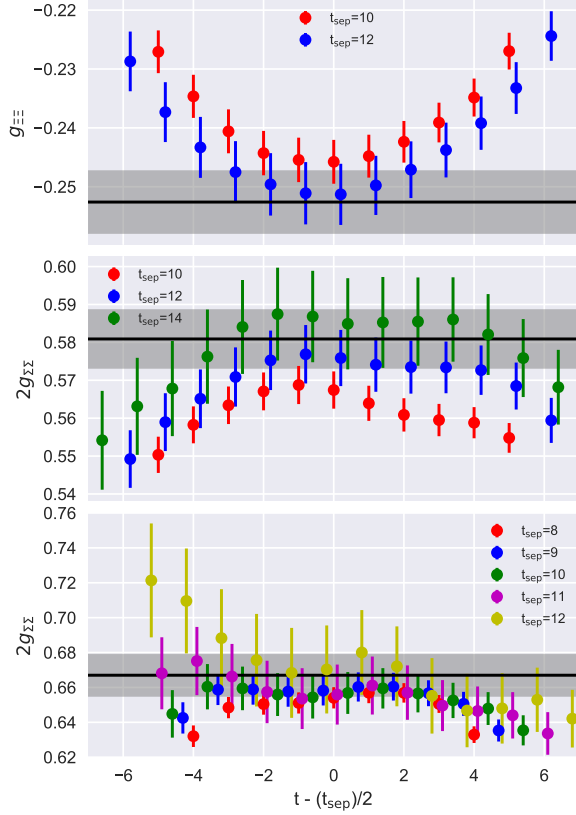 −0.22
t_sep=10
t_sep=12
−0.23
g_ΞΞ
−0.24
−0.25
0.60
t_sep=10
t_sep=12
t_sep=14
0.59
0.58
2g_ΣΣ
0.57
0.56
0.55
0.54
0.76
t_sep=8
0.74
t_sep=9
t_sep=10
0.72
t_sep=11
t_sep=12
0.70
2g_ΣΣ
0.68
0.66
0.64
0.62
−6 −4 −2 0 2 4 6
t - (t_sep)/2